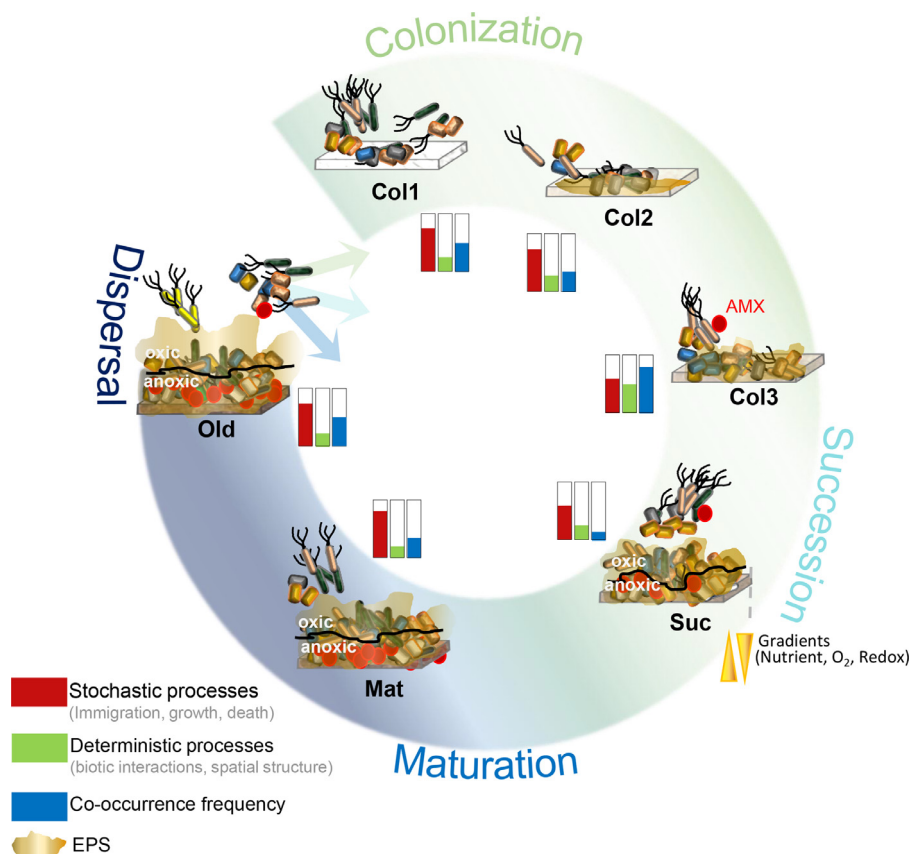 Colonization
Col1
Col2
Dispersal
AMX
oxic
anoxic
Col3
Old
Succession
oxic
anoxic
Suc
oxic
anoxic
Mat
Gradients
(Nutrient, O₂, Redox)
Maturation
Stochastic processes
(Immigration, growth, death)
Deterministic processes
(biotic interactions, spatial structure)
Co-occurrence frequency
EPS